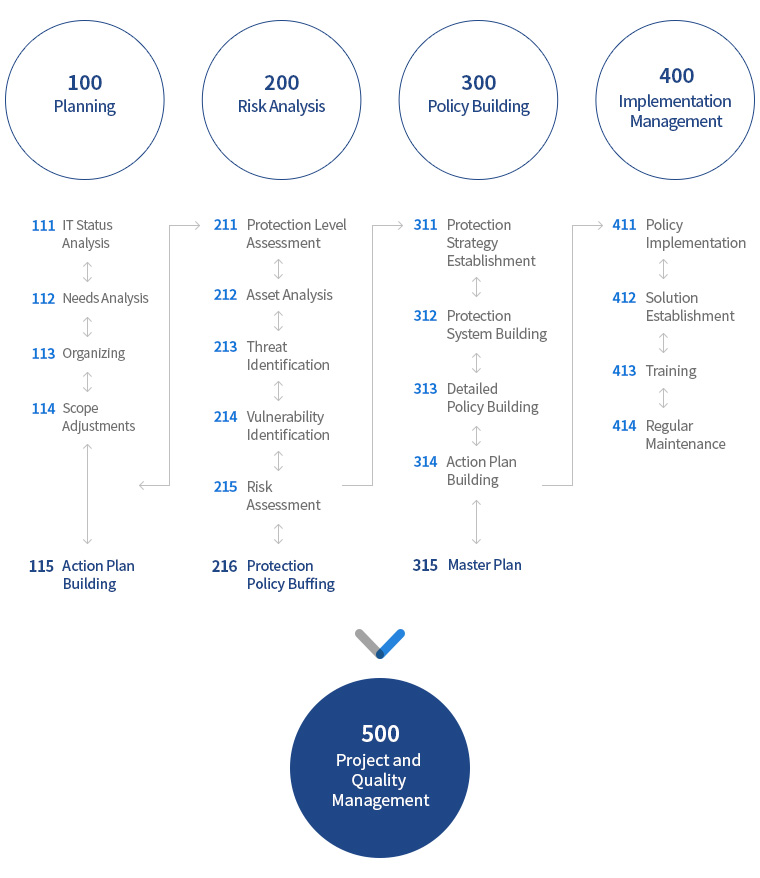 100
Planning
200
Risk Analysis
300
Policy Building
400
Implementation
Management
111 IT Status
Analysis
112 Needs Analysis
113 Organizing
114 Scope
Adjustments
115 Action Plan
Building
211 Protection Level
Assessment
212 Asset Analysis
213 Threat
Identification
214 Vulnerability
Identification
215 Risk
Assessment
216 Protection
Policy Buffing
311 Protection
Strategy
Establishment
312 Protection
System Building
313 Detailed
Policy Building
314 Action Plan
Building
315 Master Plan
411 Policy
Implementation
412 Solution
Establishment
413 Training
414 Regular
Maintenance
500
Project and
Quality
Management